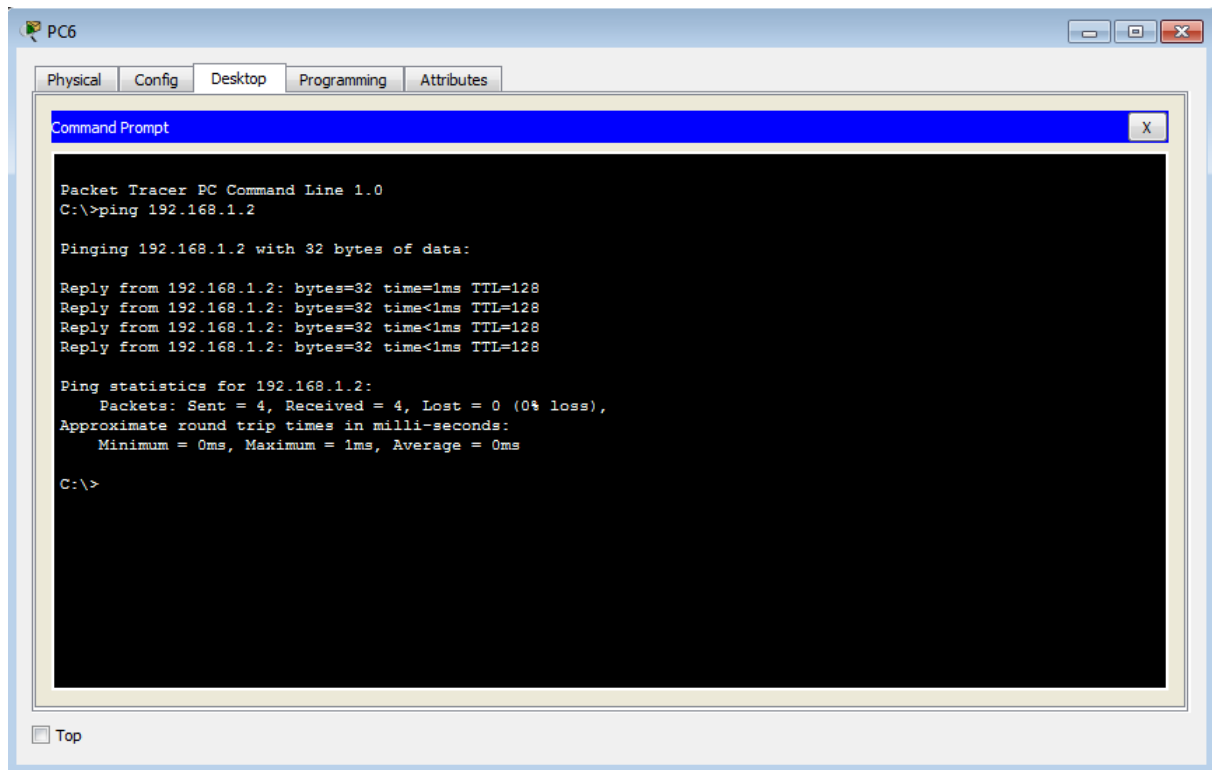 PC6
Physical Config Desktop Programming Attributes
Command Prompt X
Packet Tracer PC Command Line 1.0
C:\>ping 192.168.1.2
Pinging 192.168.1.2 with 32 bytes of data:
Reply from 192.168.1.2: bytes=32 time=1ms TTL=128
Reply from 192.168.1.2: bytes=32 time<1ms TTL=128
Reply from 192.168.1.2: bytes=32 time<1ms TTL=128
Reply from 192.168.1.2: bytes=32 time<1ms TTL=128
Ping statistics for 192.168.1.2:
    Packets: Sent = 4, Received = 4, Lost = 0 (0% loss),
Approximate round trip times in milli-seconds:
    Minimum = 0ms, Maximum = 1ms, Average = 0ms
C:\>
Top